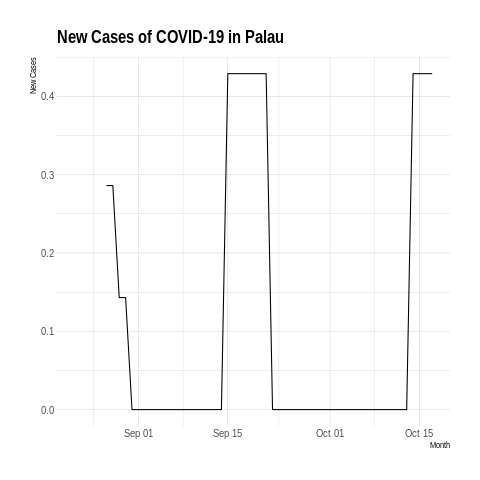 New Cases of COVID-19 in Palau
New Cases
0.4
0.3
0.2
0.1
0.0
Sep 01 Sep 15 Oct 01 Oct 15
Month